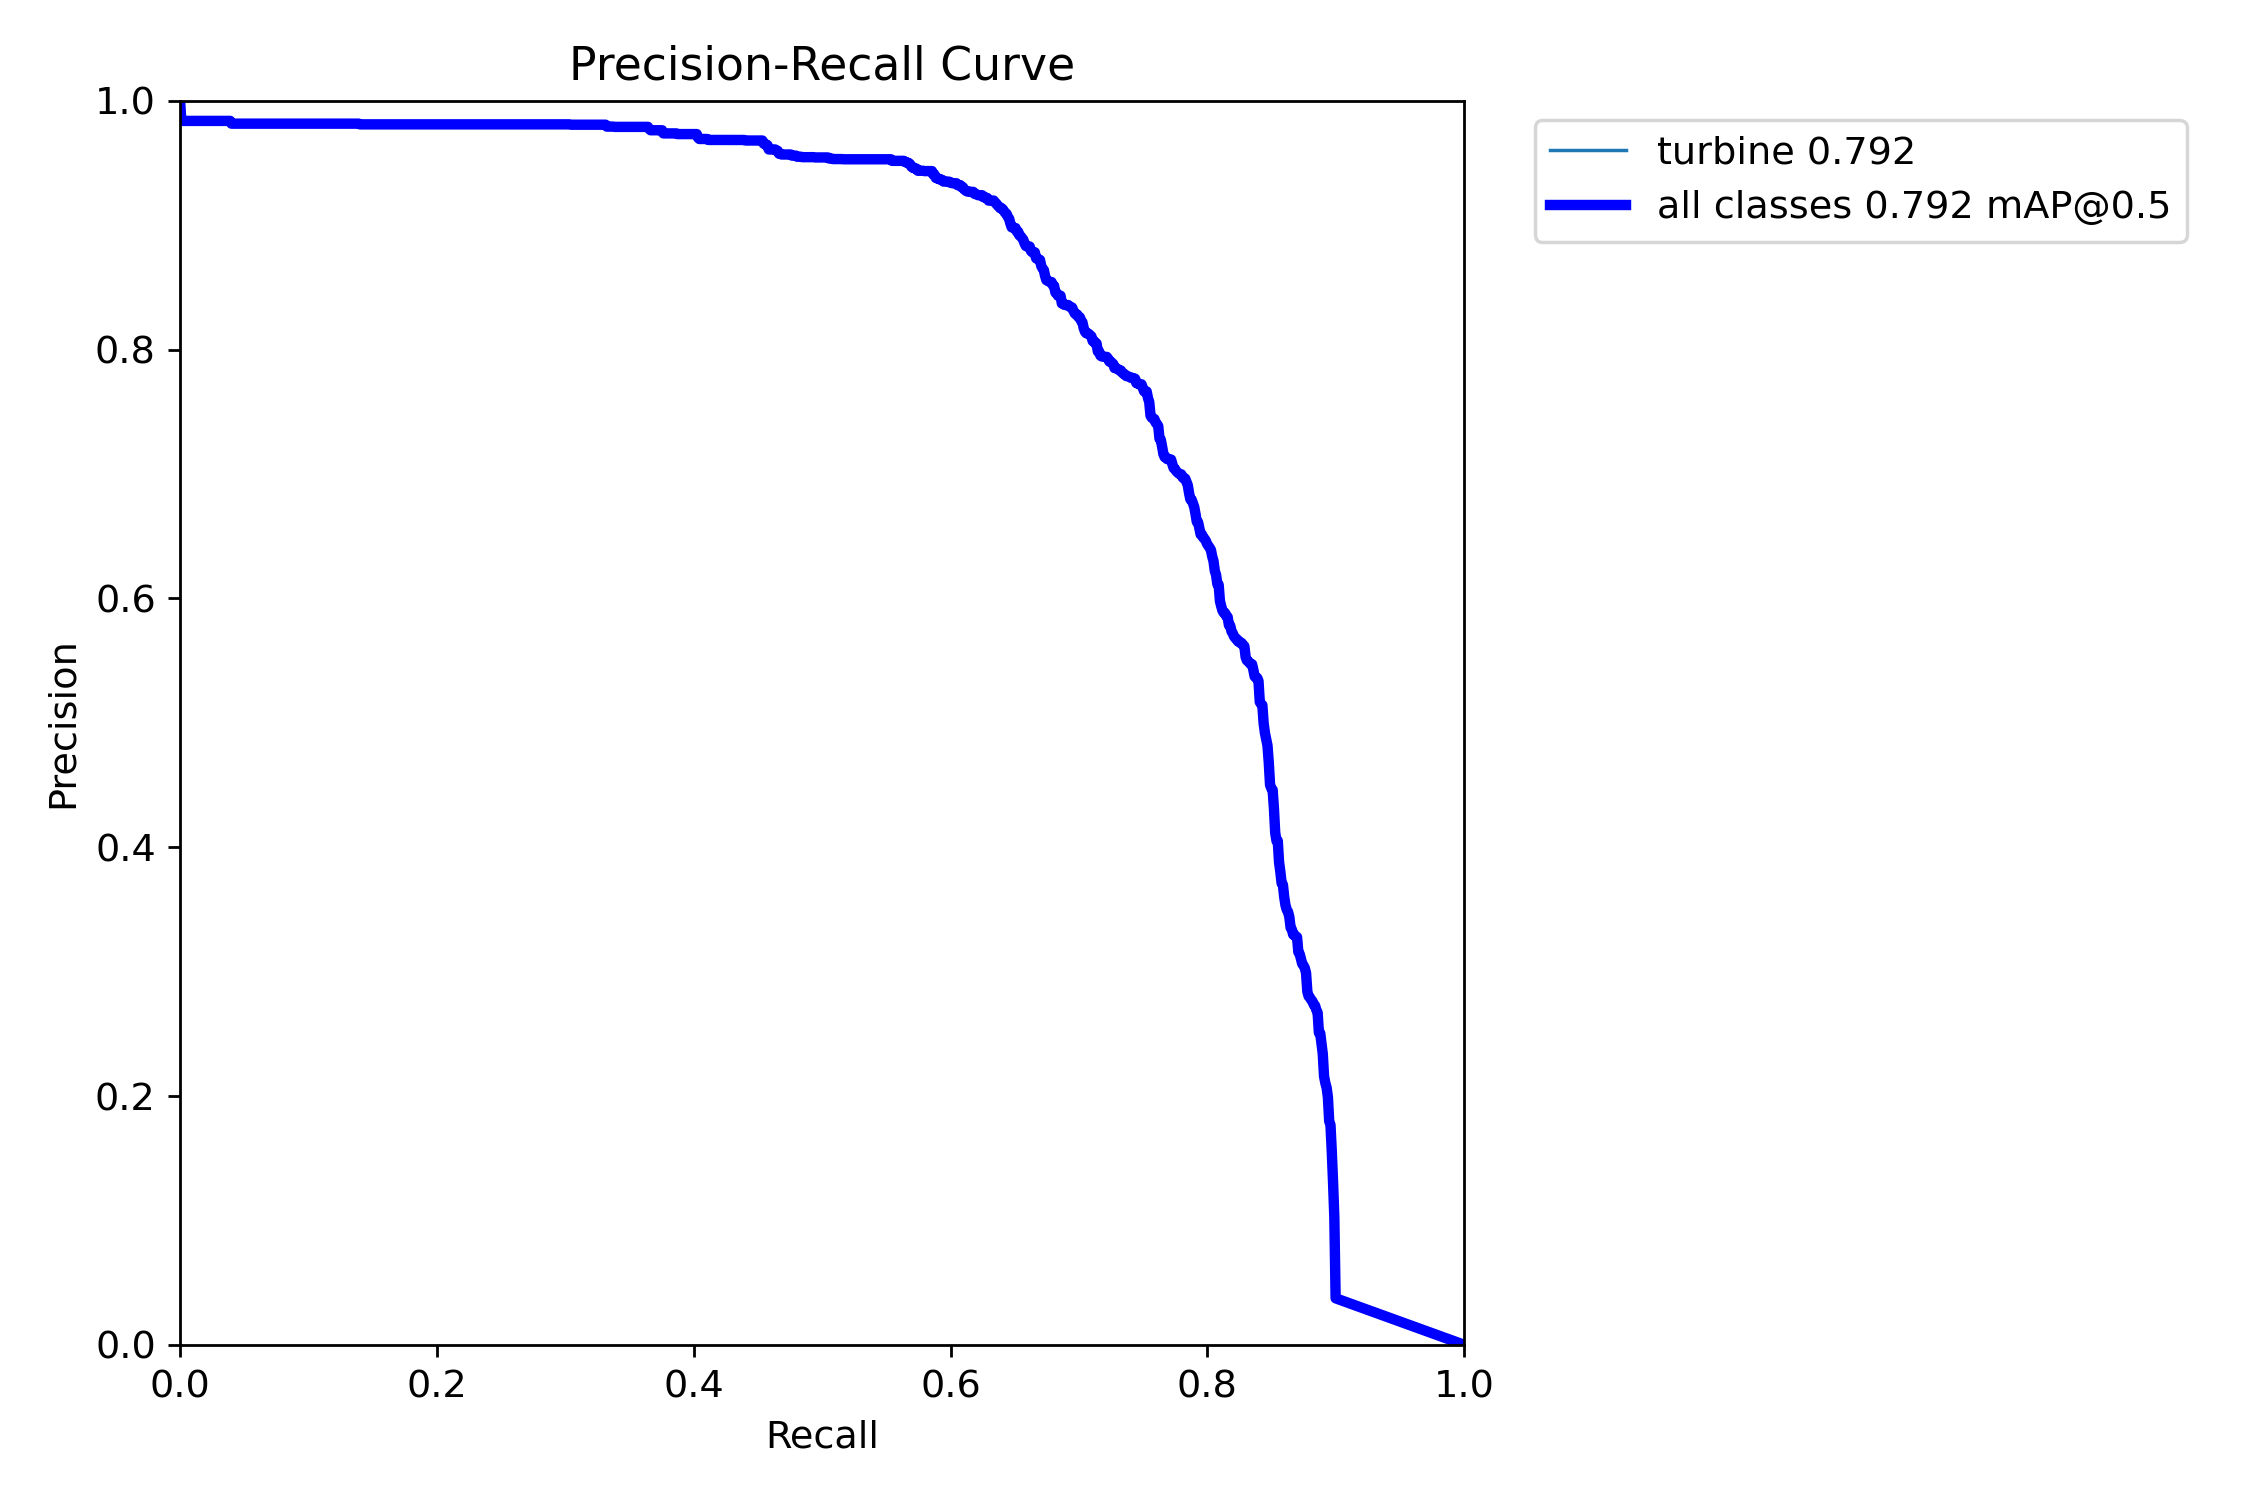 Precision-Recall Curve
turbine 0.792
all classes 0.792 mAP@0.5
1.0
0.8
0.6
0.4
0.2
0.0
Precision
0.0 0.2 0.4 0.6 0.8 1.0
Recall